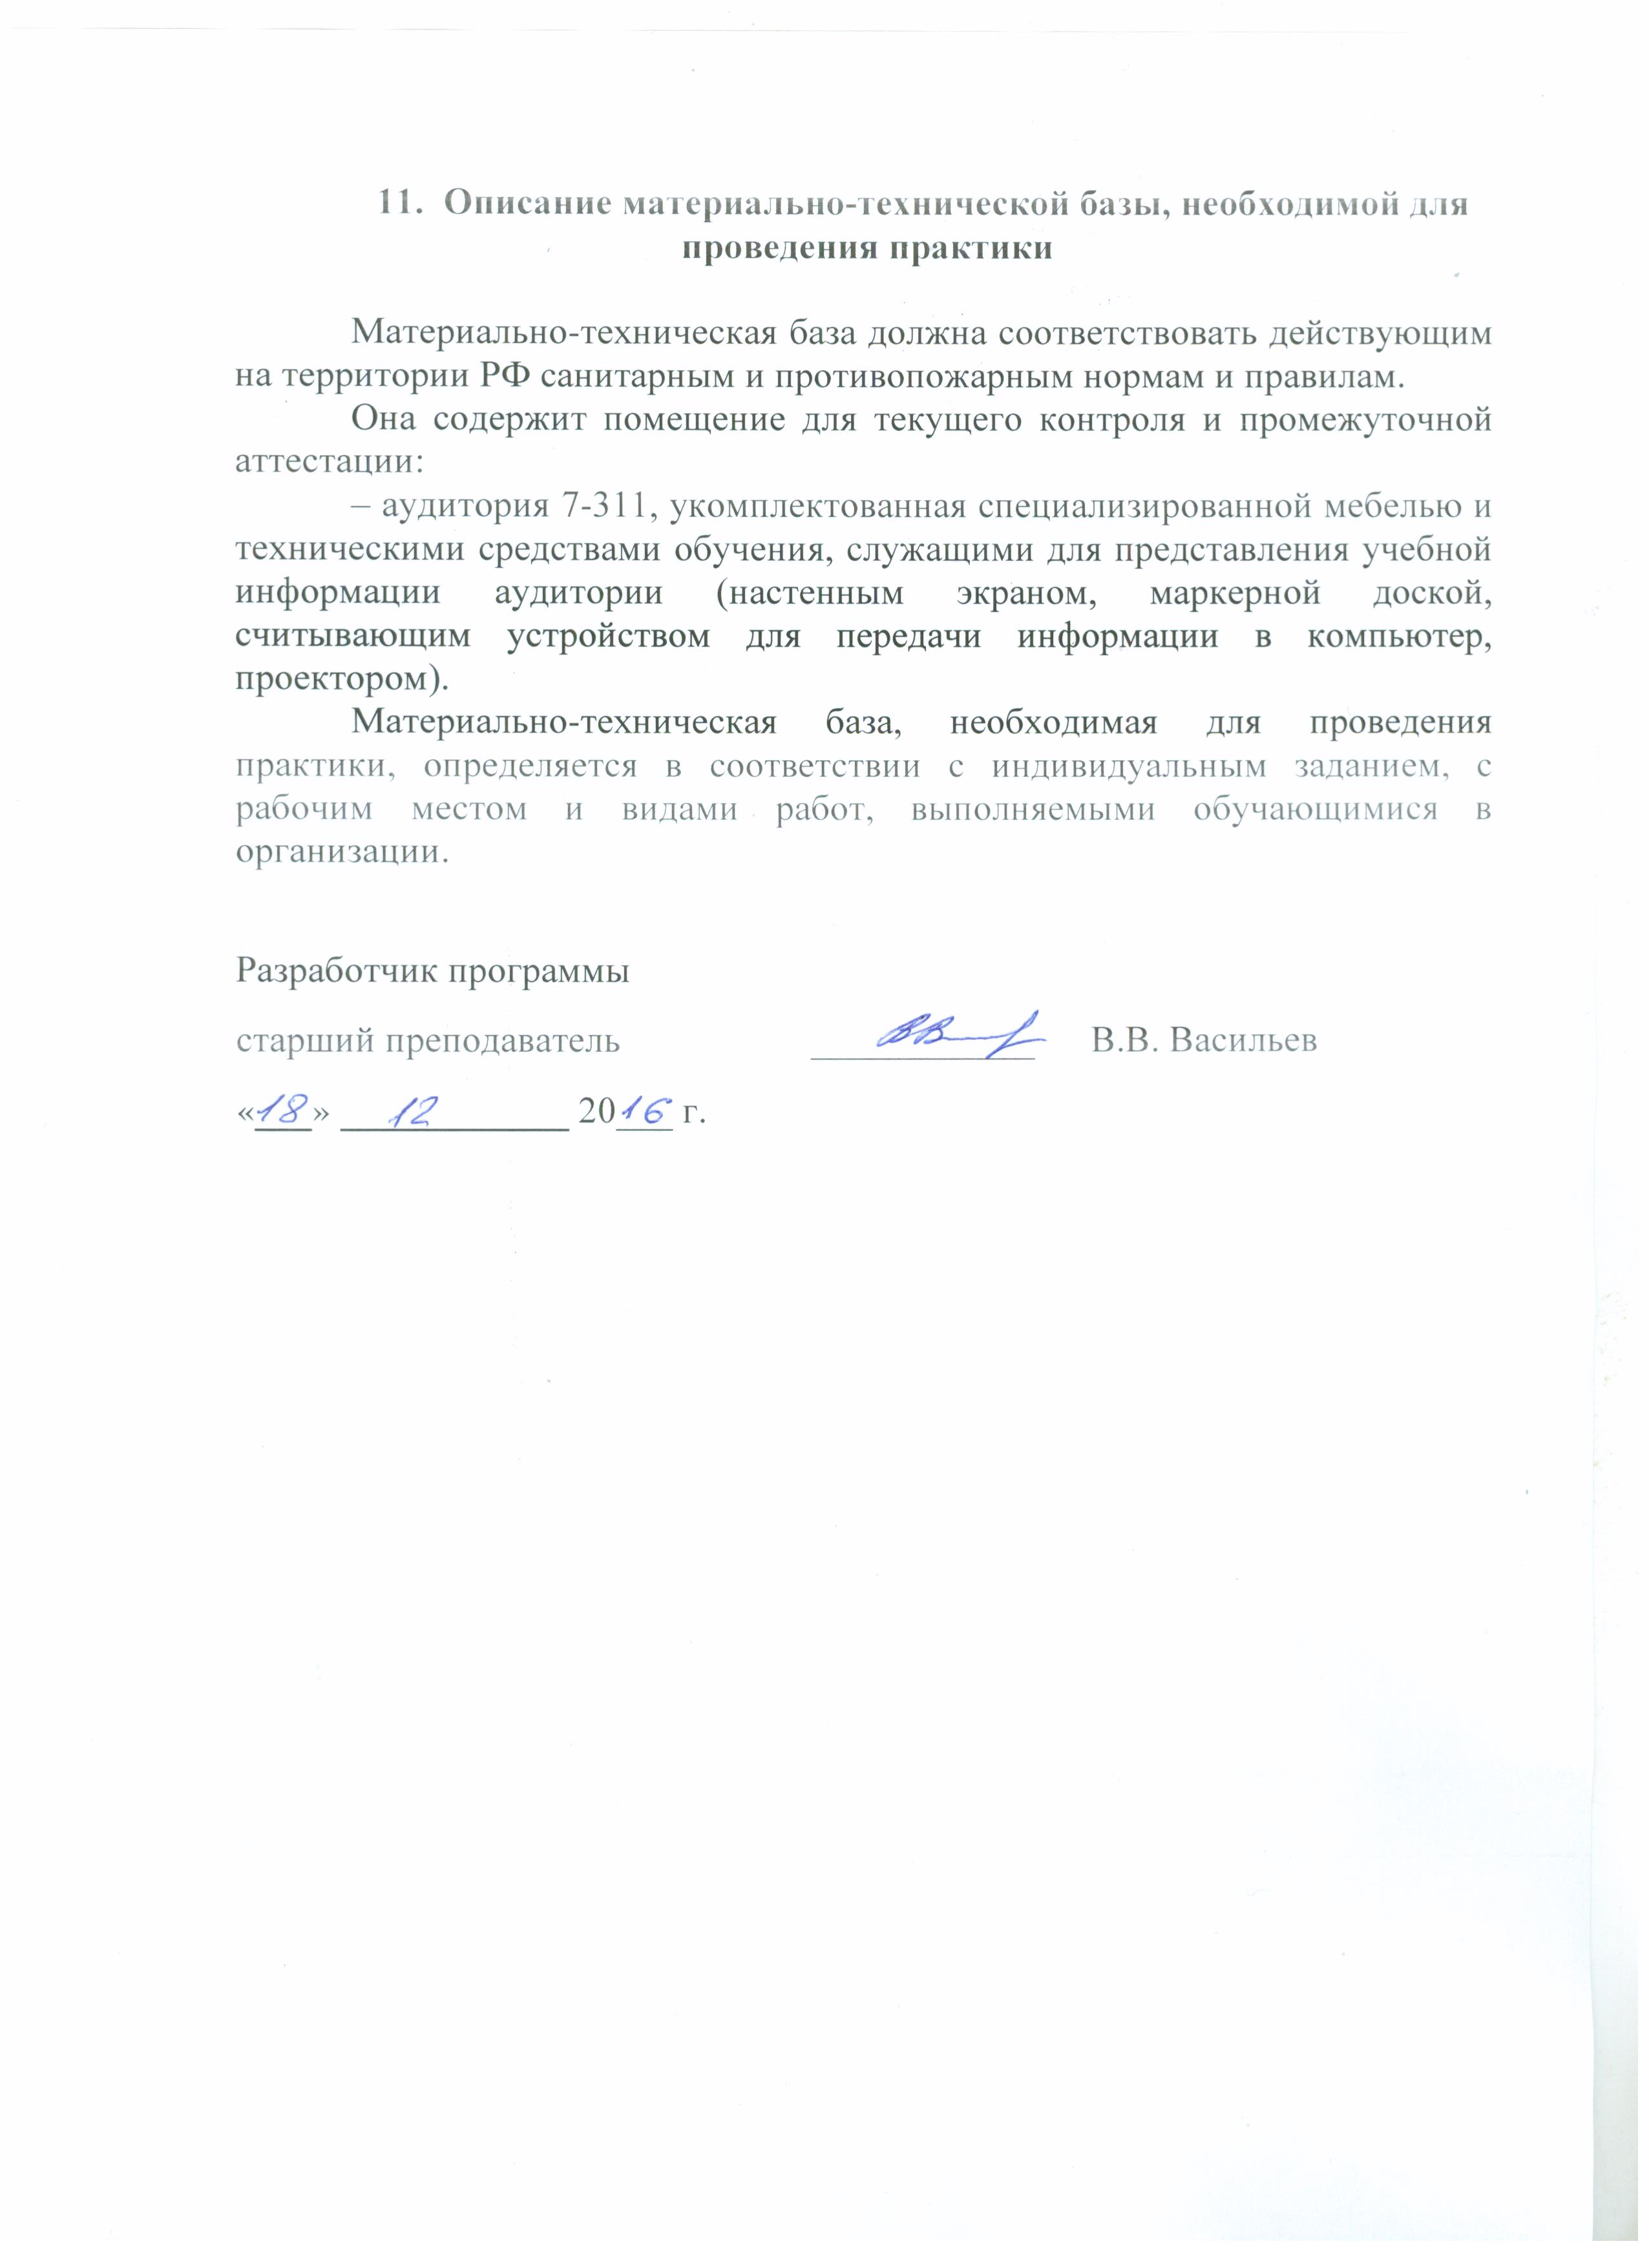 11. Описание материально-технической базы, необходимой для
проведения практики
Материально-техническая база должна соответствовать действующим
на территории РФ санитарным и противопожарным нормам и правилам.
Она содержит помещение для текущего контроля и промежуточной
аттестации:
– аудитория 7-311, укомплектованная специализированной мебелью и
техническими средствами обучения, служащими для представления учебной
информации аудитории (настенным экраном, маркерной доской,
считывающим устройством для передачи информации в компьютер,
проектором).
Материально-техническая база, необходимая для проведения
практики, определяется в соответствии с индивидуальным заданием, с
рабочим местом и видами работ, выполняемыми обучающимися в
организации.
Разработчик программы
старший преподаватель В.В. Васильев
«18» 12 2016 г.